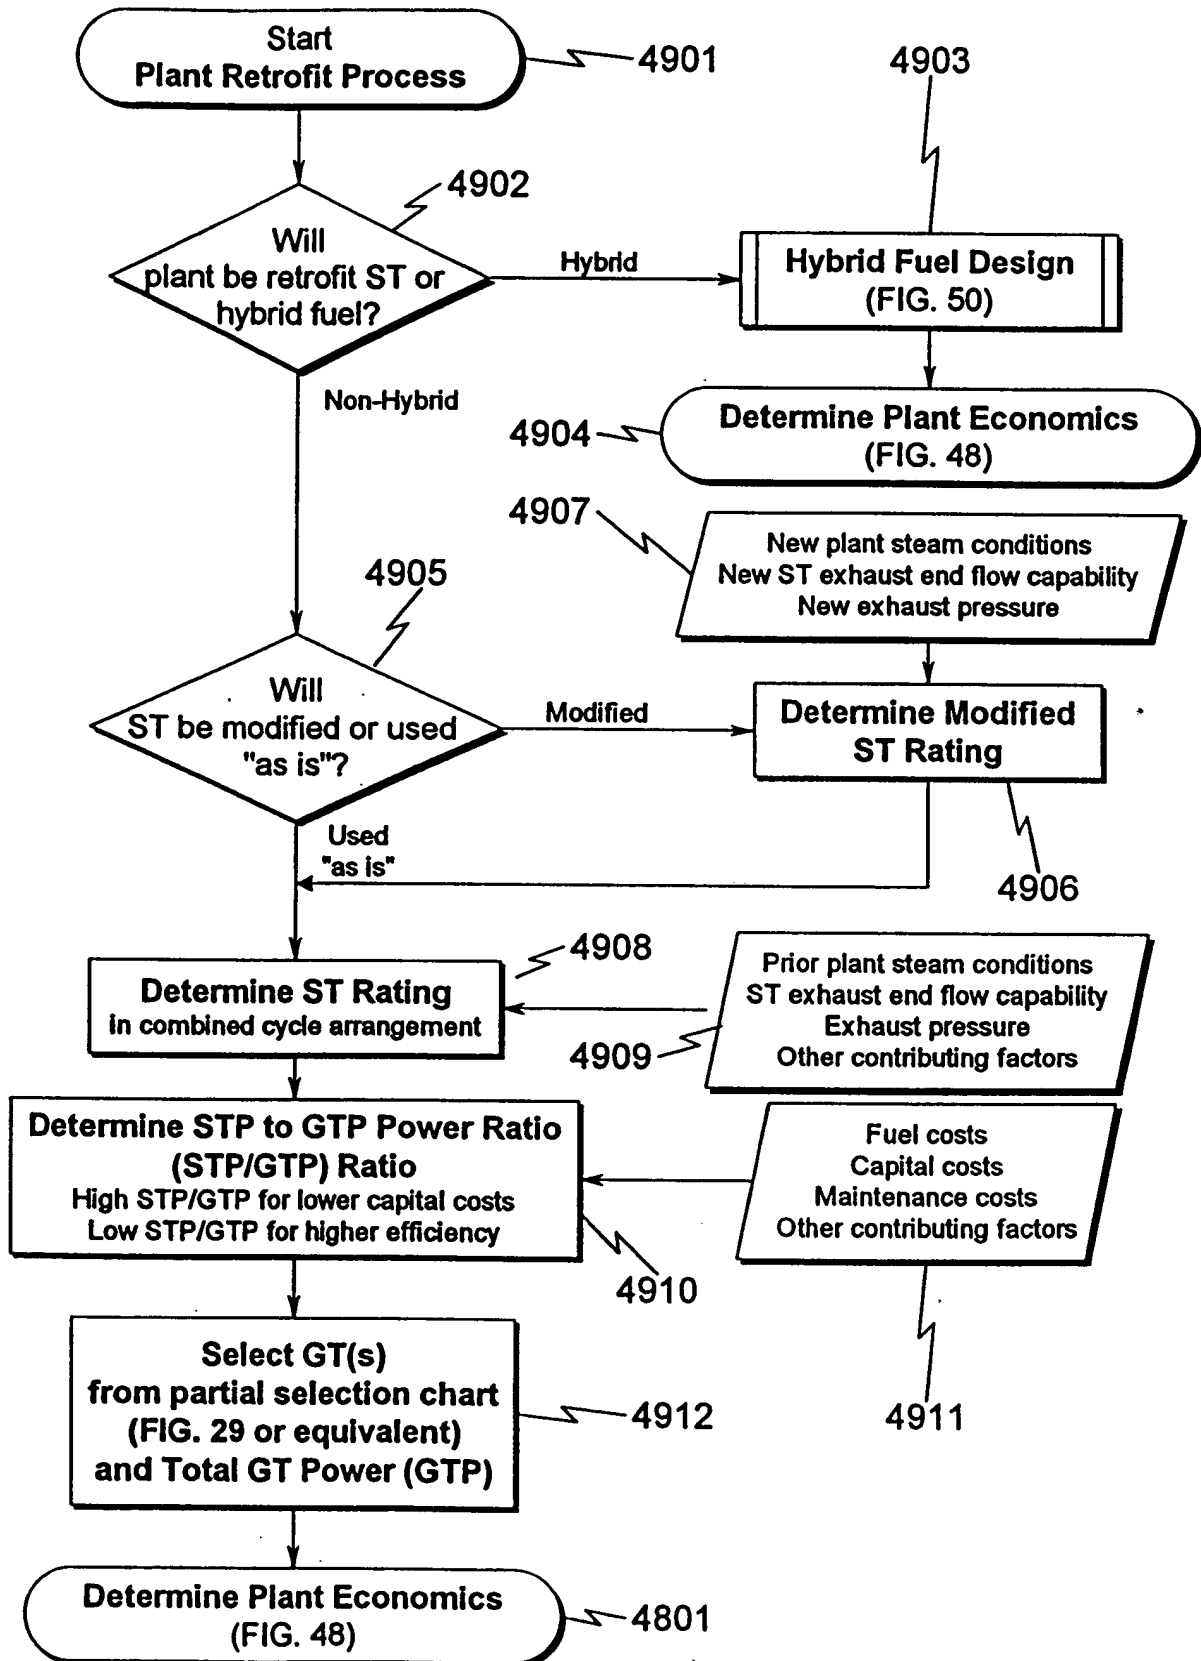 Start
Plant Retrofit Process
4901
4903
4902
Will
plant be retrofit ST or
hybrid fuel?
Hybrid
Hybrid Fuel Design
(FIG. 50)
Non-Hybrid
4904
Determine Plant Economics
(FIG. 48)
4907
New plant steam conditions
New ST exhaust end flow capability
New exhaust pressure
4905
Will
ST be modified or used
"as is"?
Modified
Determine Modified
ST Rating
Used
"as is"
4906
4908
Determine ST Rating
in combined cycle arrangement
Prior plant steam conditions
ST exhaust end flow capability
Exhaust pressure
Other contributing factors
4909
Determine STP to GTP Power Ratio
(STP/GTP) Ratio
High STP/GTP for lower capital costs
Low STP/GTP for higher efficiency
Fuel costs
Capital costs
Maintenance costs
Other contributing factors
4910
4911
Select GT(s)
from partial selection chart
(FIG. 29 or equivalent)
and Total GT Power (GTP)
4912
Determine Plant Economics
(FIG. 48)
4801